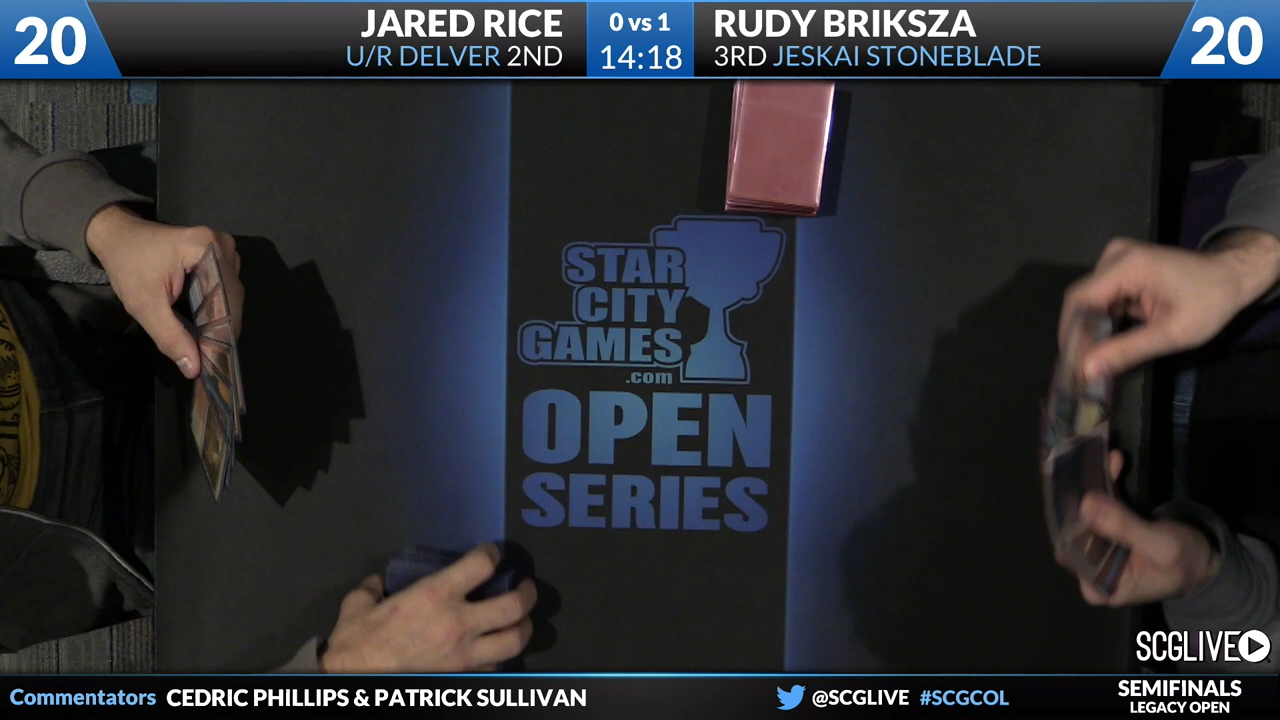 20
JARED RICE
U/R DELVER 2ND
0 vs 1
14:18
RUDY BRIKSZA
3RD JESKAI STONEBLADE
20
STAR
CITY
GAMES
.com
OPEN
SERIES
SCGLIVE
Commentators CEDRIC PHILLIPS & PATRICK SULLIVAN
@SCGLIVE #SCGCOL
SEMIFINALS
LEGACY OPEN